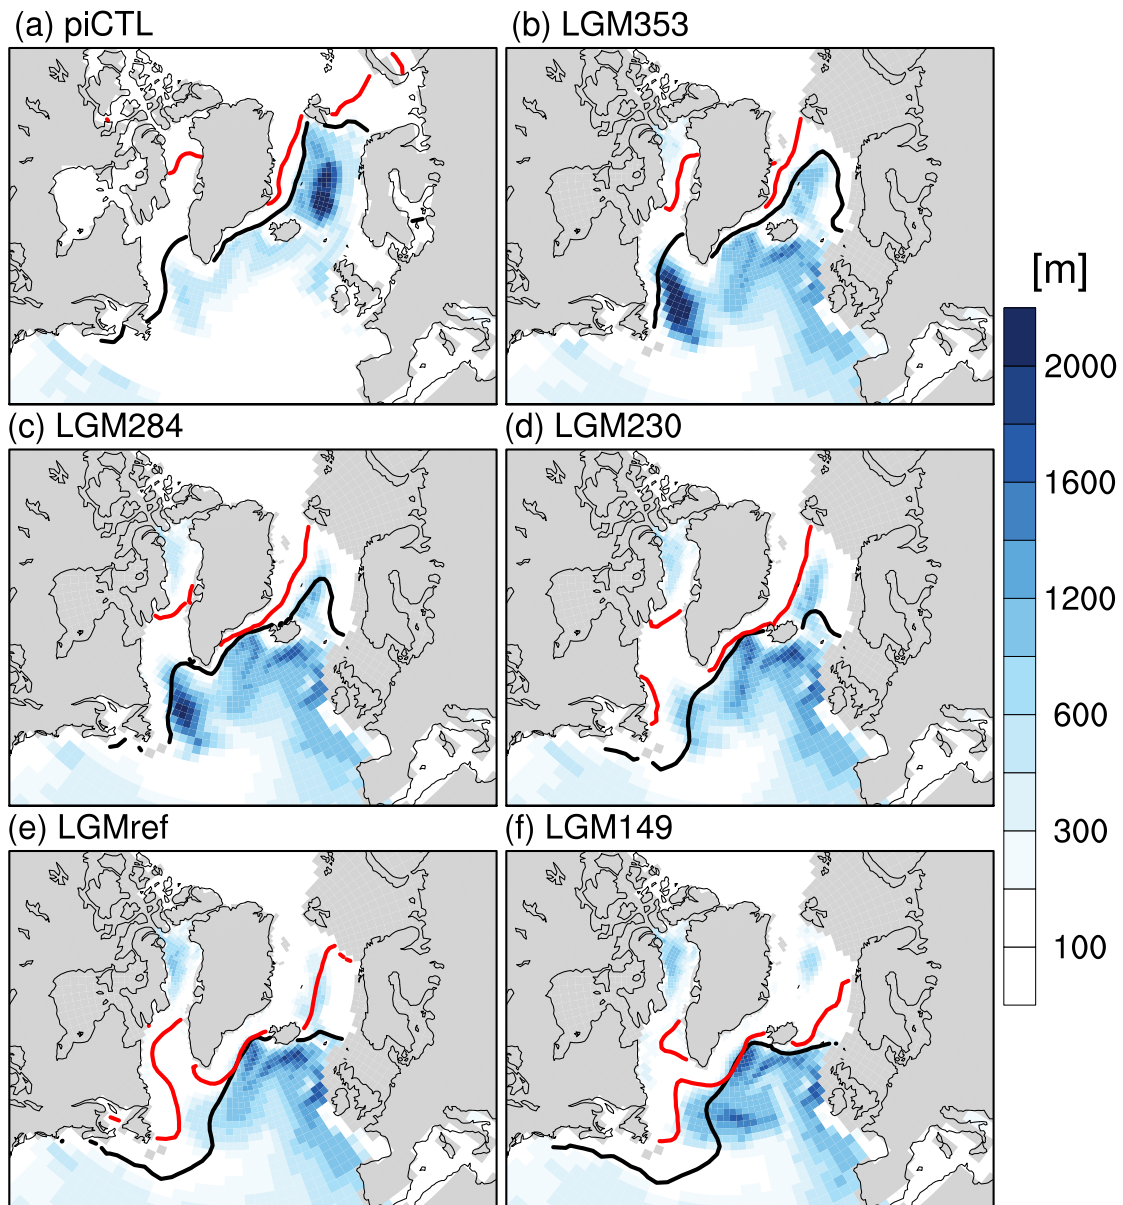 (a) piCTL
(b) LGM353
[m]
2000
1600
1200
600
300
100
(c) LGM284
(d) LGM230
(e) LGMref
(f) LGM149